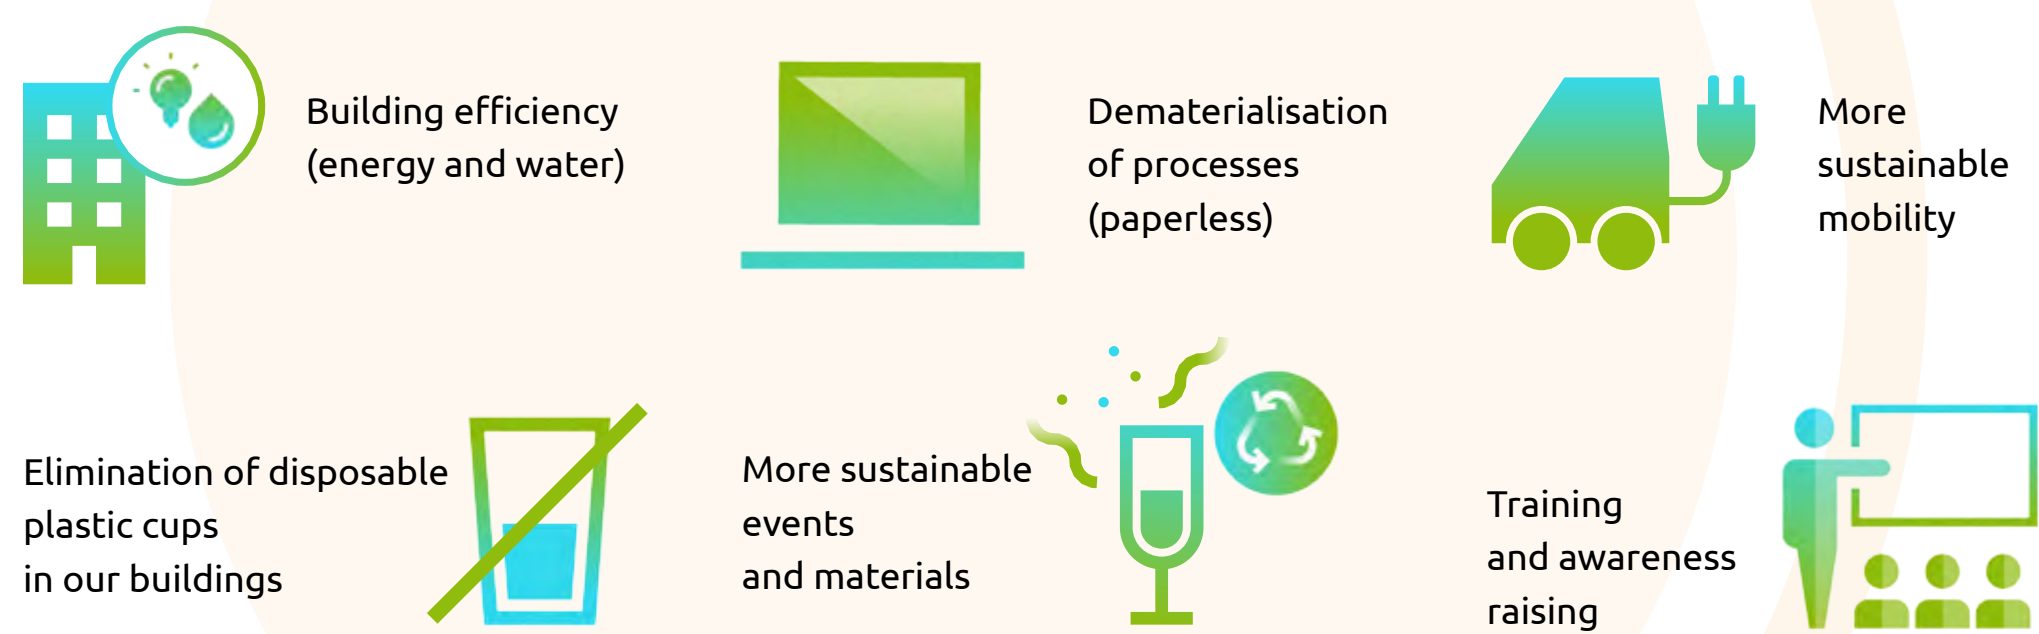 Building efficiency
(energy and water)
Dematerialisation
of processes
(paperless)
More
sustainable
mobility
Elimination of disposable
plastic cups
in our buildings
More sustainable
events
and materials
Training
and awareness
raising